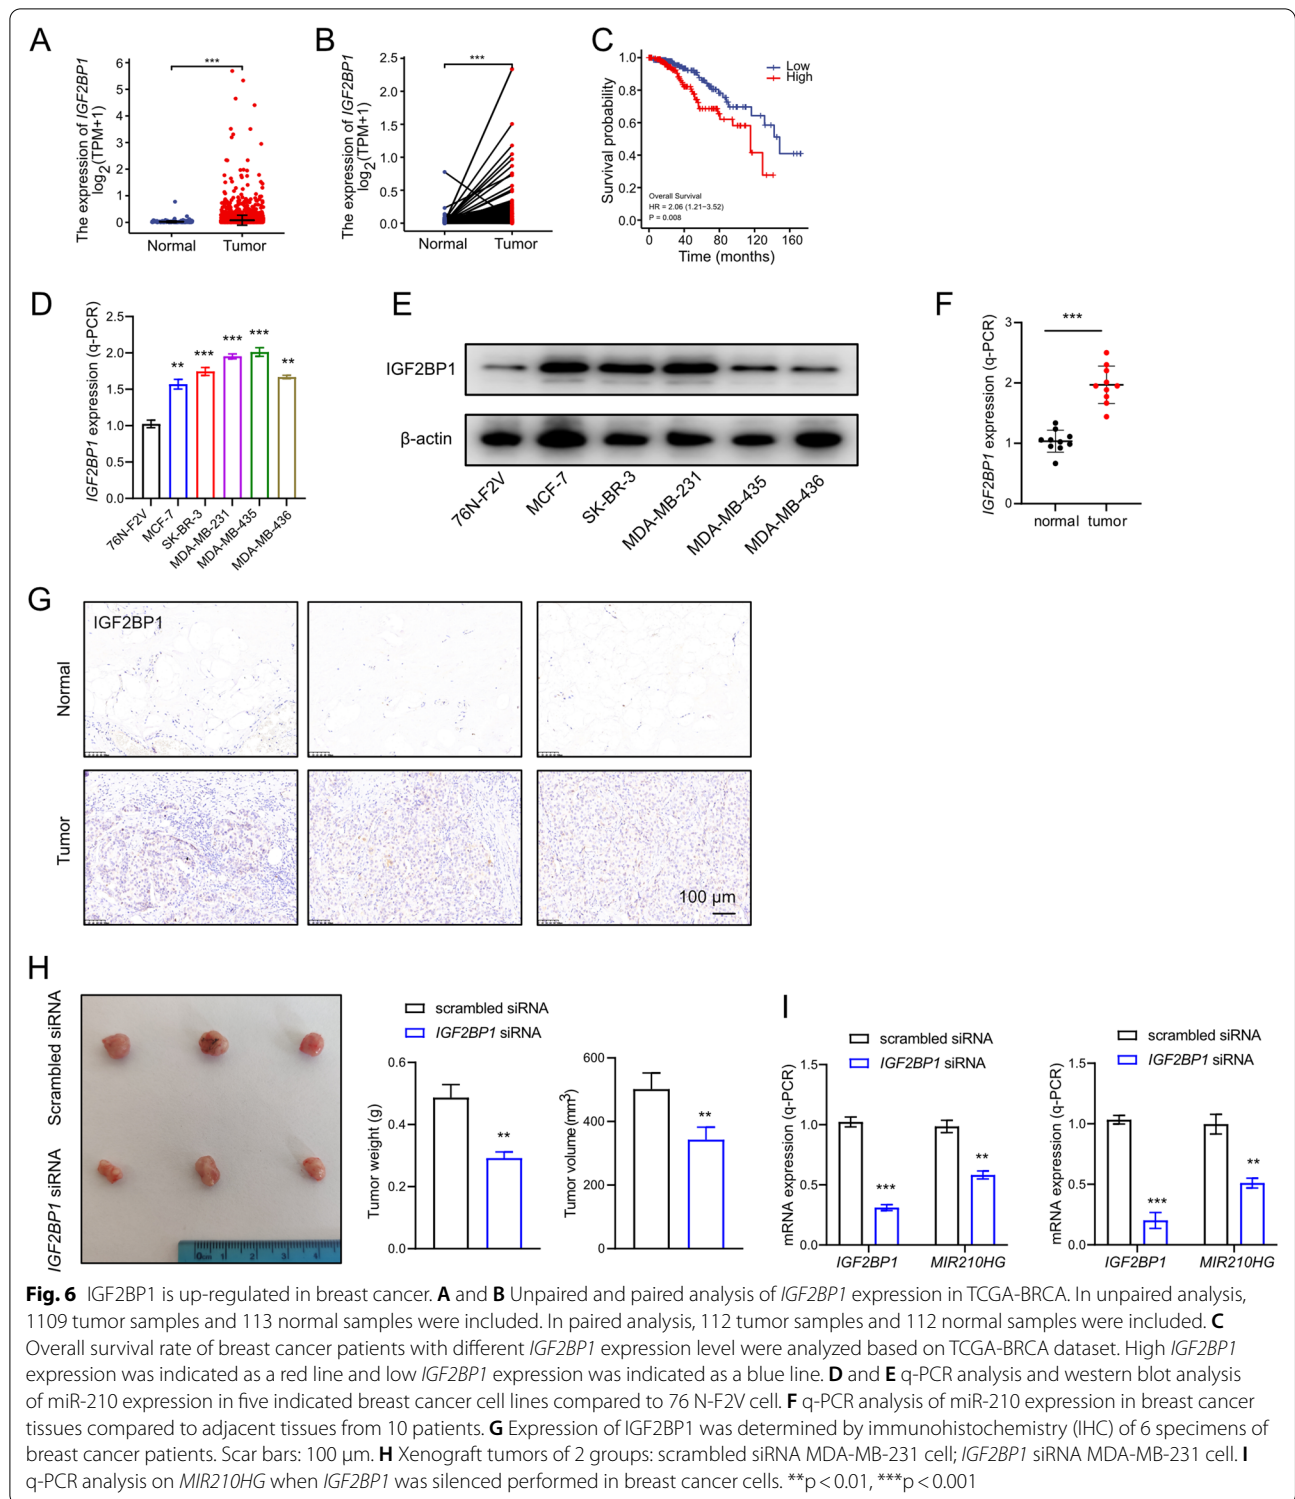 A
The expression of IGF2BP1
log2(TPM+1)
6
5
4
3
2
1
0
***
Normal
Tumor
B
The expression of IGF2BP1
log2(TPM+1)
2.5
2.0
1.5
1.0
0.5
0.0
***
Normal
Tumor
C
Survival probability
1.0
0.8
0.6
0.4
0.2
0.0
Low
High
Overall Survival
HR = 2.06 (1.21−3.52)
P = 0.008
0 40 80 120 160
Time (months)
D
IGF2BP1 expression (q-PCR)
2.5
2.0
1.5
1.0
0.5
0.0
** *** *** *** **
76N-F2V
MCF-7
SK-BR-3
MDA-MB-231
MDA-MB-435
MDA-MB-436
E
IGF2BP1
β-actin
76N-F2V
MCF-7
SK-BR-3
MDA-MB-231
MDA-MB-435
MDA-MB-436
F
IGF2BP1 expression (q-PCR)
3
2
1
0
***
normal tumor
G
Normal
IGF2BP1
Tumor
100 μm
H
Scrambled siRNA
IGF2BP1 siRNA
0cm 1 2 3 4
scrambled siRNA
IGF2BP1 siRNA
Tumor weight (g)
0.6
0.4
0.2
0.0
**
Tumor volume (mm3)
600
400
200
0
**
I
scrambled siRNA
IGF2BP1 siRNA
mRNA expression (q-PCR)
1.5
1.0
0.5
0.0
***
**
IGF2BP1 MIR210HG
scrambled siRNA
IGF2BP1 siRNA
mRNA expression (q-PCR)
1.5
1.0
0.5
0.0
***
**
IGF2BP1 MIR210HG
Fig. 6 IGF2BP1 is up-regulated in breast cancer. A and B Unpaired and paired analysis of IGF2BP1 expression in TCGA-BRCA. In unpaired analysis,
1109 tumor samples and 113 normal samples were included. In paired analysis, 112 tumor samples and 112 normal samples were included. C
Overall survival rate of breast cancer patients with different IGF2BP1 expression level were analyzed based on TCGA-BRCA dataset. High IGF2BP1
expression was indicated as a red line and low IGF2BP1 expression was indicated as a blue line. D and E q-PCR analysis and western blot analysis
of miR-210 expression in five indicated breast cancer cell lines compared to 76 N-F2V cell. F q-PCR analysis of miR-210 expression in breast cancer
tissues compared to adjacent tissues from 10 patients. G Expression of IGF2BP1 was determined by immunohistochemistry (IHC) of 6 specimens of
breast cancer patients. Scar bars: 100 μm. H Xenograft tumors of 2 groups: scrambled siRNA MDA-MB-231 cell; IGF2BP1 siRNA MDA-MB-231 cell. I
q-PCR analysis on MIR210HG when IGF2BP1 was silenced performed in breast cancer cells. **p < 0.01, ***p < 0.001